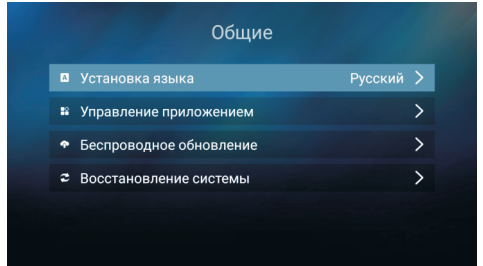 Общие
Установка языка Русский
Управление приложением
Беспроводное обновление
Восстановление системы